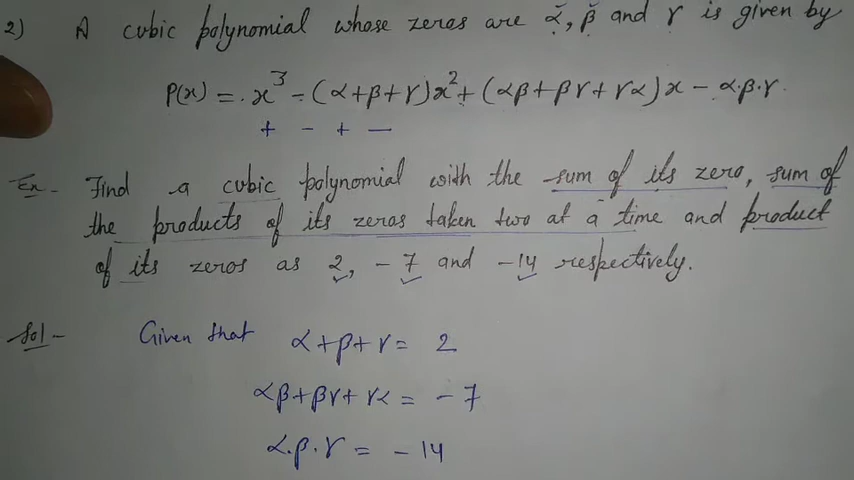 2) A cubic polynomial whose zeros are α, β and γ is given by
P(x) = x³ - (α+β+γ)x² + (αβ+βγ+γα)x - α.β.γ
+ - + -
Ex- Find a cubic polynomial with the sum of its zero, sum of
the products of its zeros taken two at a time and product
of its zeros as 2, -7 and -14 respectively.
Sol- Given that α+β+γ = 2
αβ+βγ+γα = -7
α.β.γ = -14